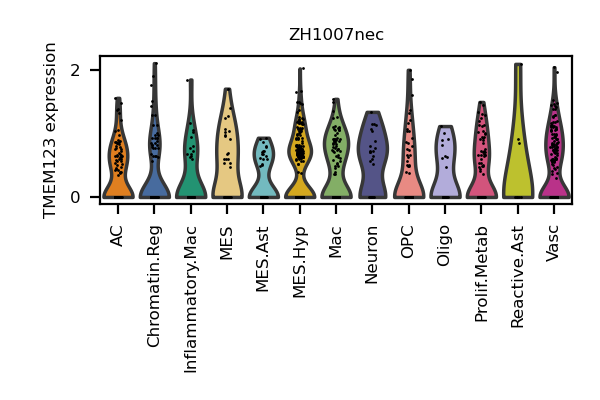 ZH1007nec
TMEM123 expression
2
0
AC
Chromatin.Reg
Inflammatory.Mac
MES
MES.Ast
MES.Hyp
Mac
Neuron
OPC
Oligo
Prolif.Metab
Reactive.Ast
Vasc